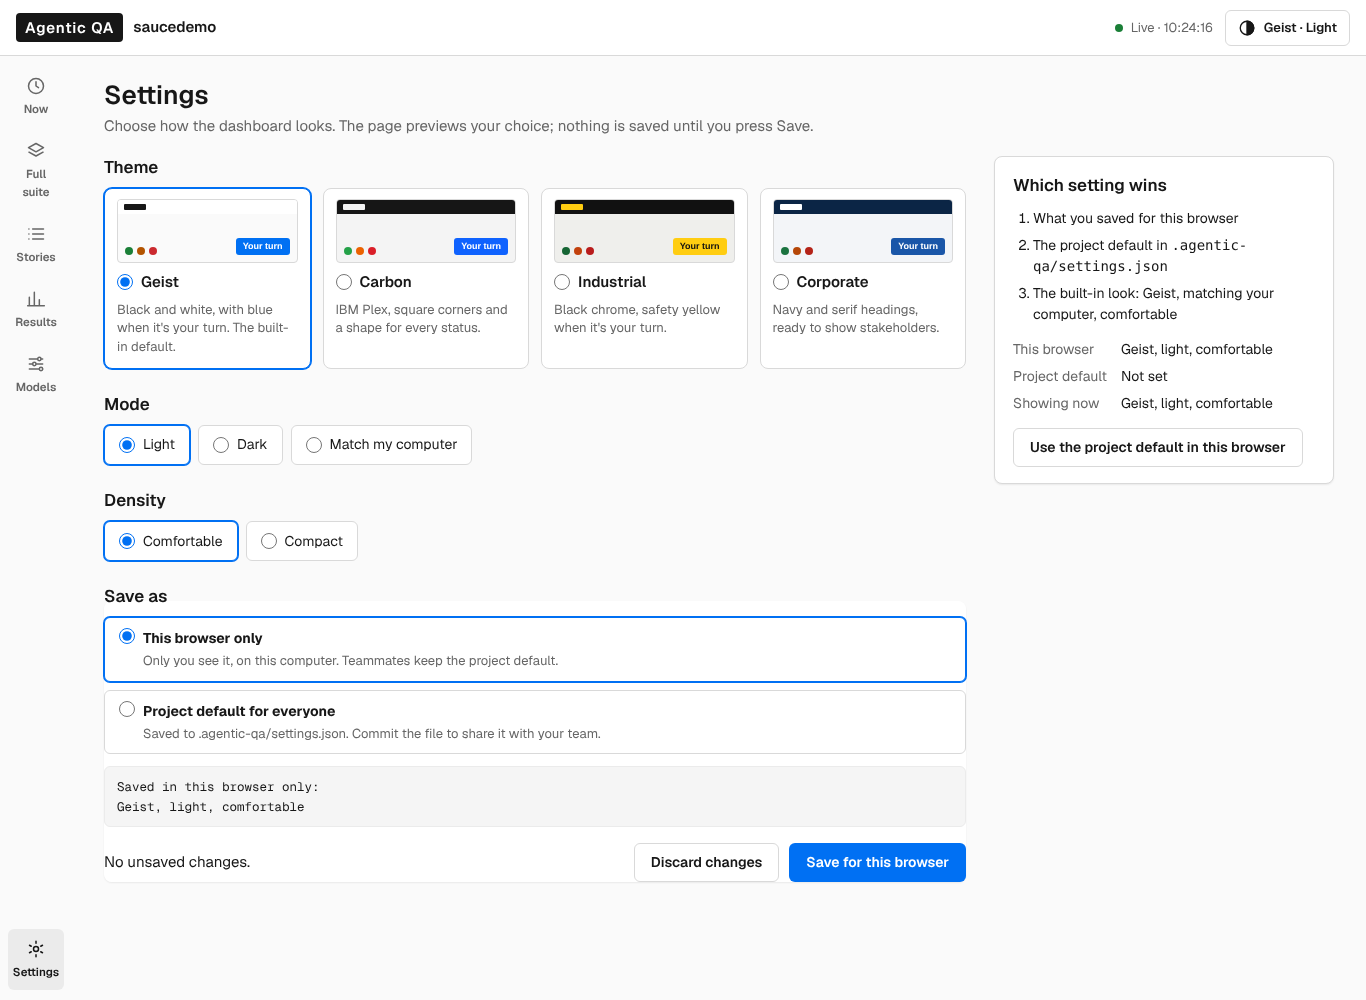 Agentic QA
saucedemo
Live · 10:24:16
Geist · Light
Now
Full
suite
Stories
Results
Models
Settings
Settings
Choose how the dashboard looks. The page previews your choice; nothing is saved until you press Save.
Theme
Your turn
Geist
Black and white, with blue
when it's your turn. The built-
in default.
Your turn
Carbon
IBM Plex, square corners and
a shape for every status.
Your turn
Industrial
Black chrome, safety yellow
when it's your turn.
Your turn
Corporate
Navy and serif headings,
ready to show stakeholders.
Mode
Light
Dark
Match my computer
Density
Comfortable
Compact
Save as
This browser only
Only you see it, on this computer. Teammates keep the project default.
Project default for everyone
Saved to .agentic-qa/settings.json. Commit the file to share it with your team.
Saved in this browser only:
Geist, light, comfortable
No unsaved changes.
Discard changes
Save for this browser
Which setting wins
1. What you saved for this browser
2. The project default in .agentic-
qa/settings.json
3. The built-in look: Geist, matching your
computer, comfortable
This browser Geist, light, comfortable
Project default Not set
Showing now Geist, light, comfortable
Use the project default in this browser